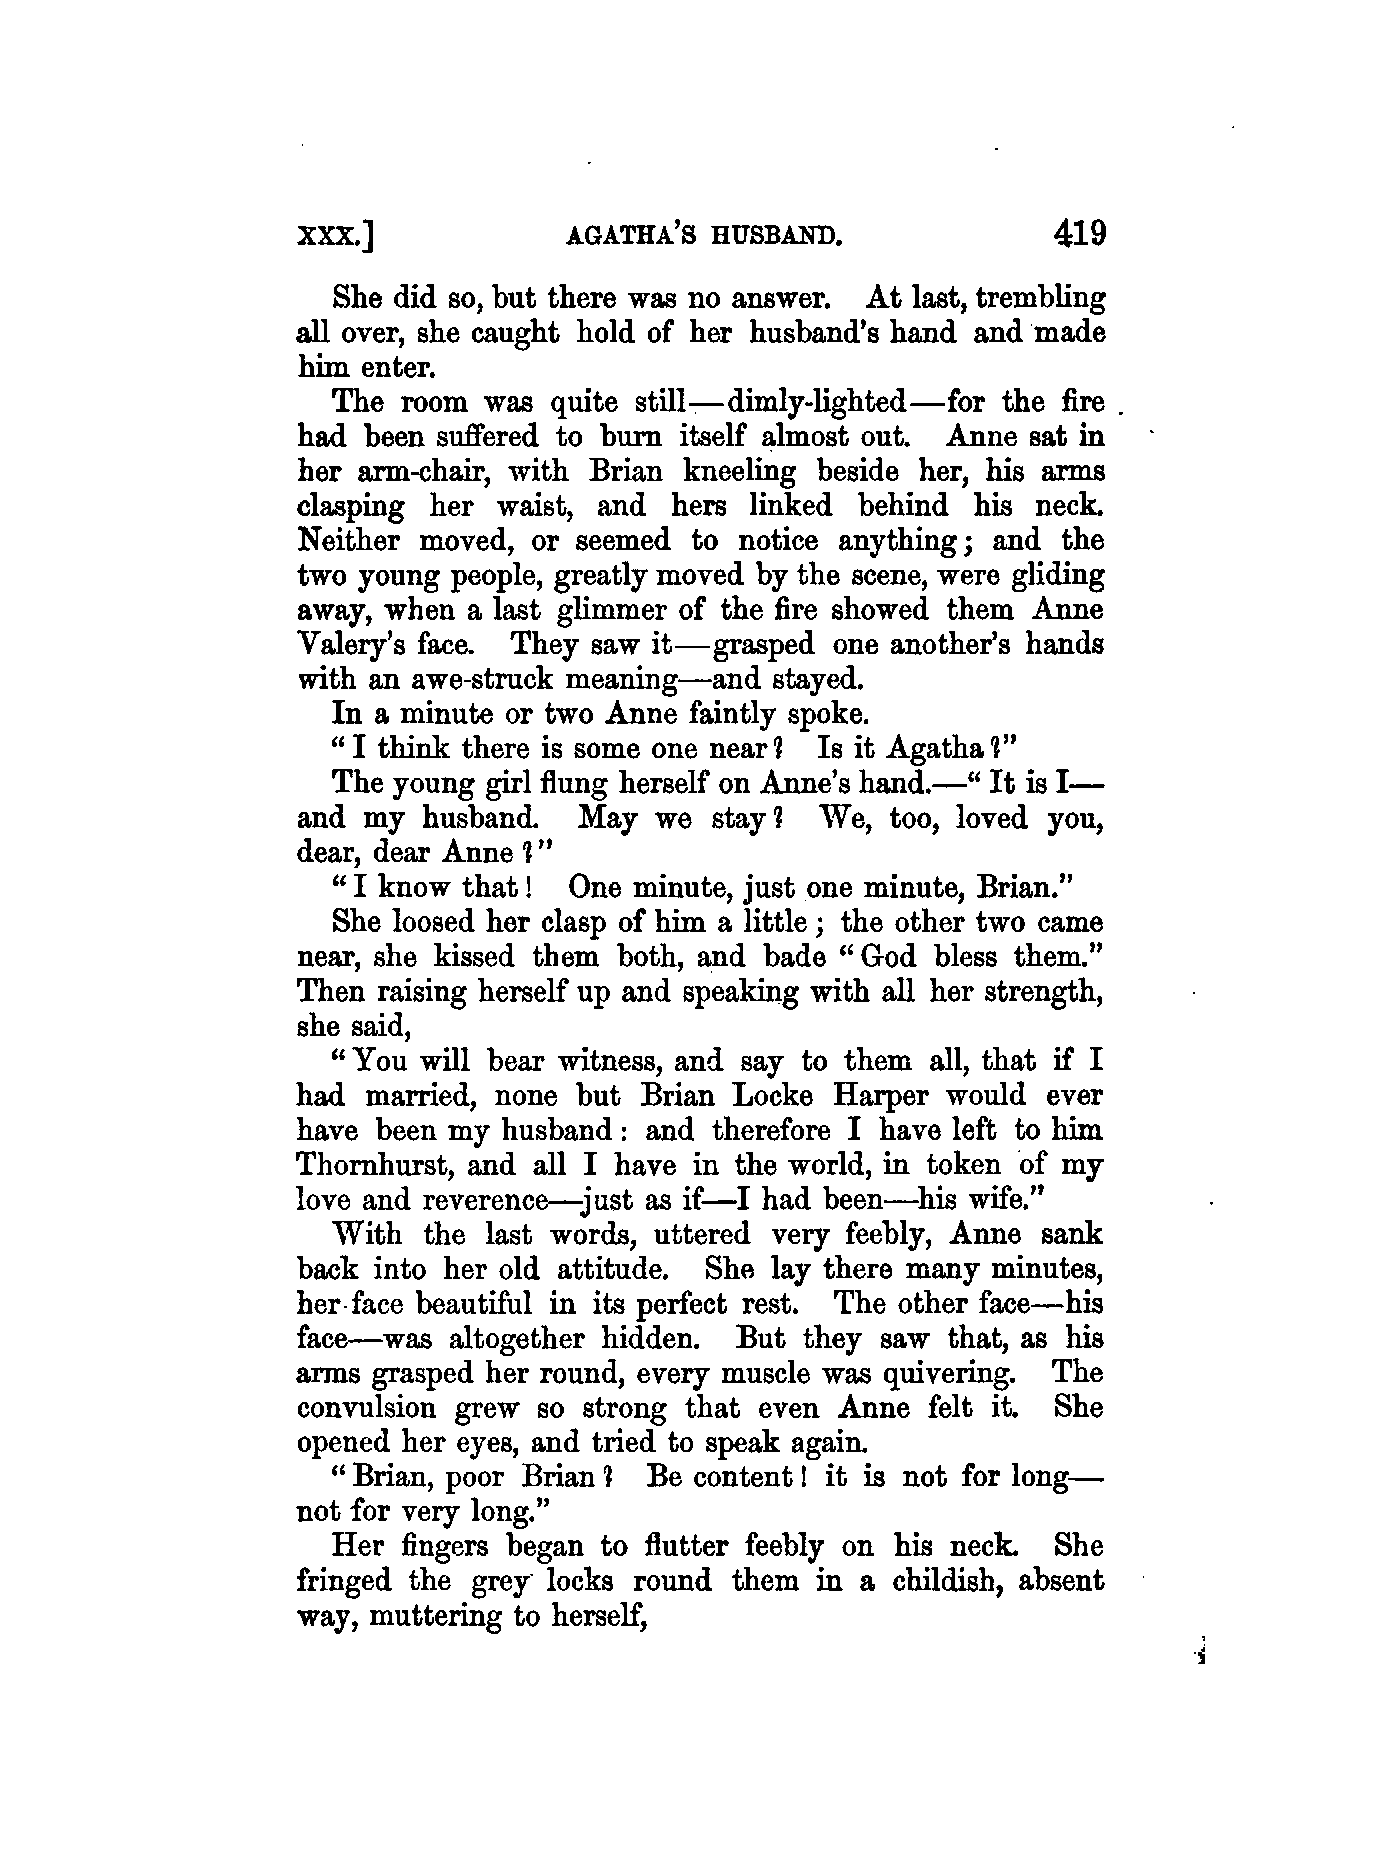 XXX.] AGATHA'S HUSBAND. 419
She did so, but there was no answer. At last, trembling
all over, she caught hold of her husband's hand and made
him enter.
The room was quite still—dimly-lighted—for the fire
had been suffered to burn itself almost out. Anne sat in
her arm-chair, with Brian kneeling beside her, his arms
clasping her waist, and hers linked behind his neck.
Neither moved, or seemed to notice anything; and the
two young people, greatly moved by the scene, were gliding
away, when a last glimmer of the fire showed them Anne
Valery's face. They saw it—grasped one another's hands
with an awe-struck meaning—and stayed.
In a minute or two Anne faintly spoke.
"I think there is some one near? Is it Agatha?"
The young girl flung herself on Anne's hand.—"It is I—
and my husband. May we stay? We, too, loved you,
dear, dear Anne?"
"I know that! One minute, just one minute, Brian."
She loosed her clasp of him a little; the other two came
near, she kissed them both, and bade "God bless them."
Then raising herself up and speaking with all her strength,
she said,
"You will bear witness, and say to them all, that if I
had married, none but Brian Locke Harper would ever
have been my husband: and therefore I have left to him
Thornhurst, and all I have in the world, in token of my
love and reverence—just as if—I had been—his wife."
With the last words, uttered very feebly, Anne sank
back into her old attitude. She lay there many minutes,
her face beautiful in its perfect rest. The other face—his
face—was altogether hidden. But they saw that, as his
arms grasped her round, every muscle was quivering. The
convulsion grew so strong that even Anne felt it. She
opened her eyes, and tried to speak again.
"Brian, poor Brian? Be content! it is not for long—
not for very long."
Her fingers began to flutter feebly on his neck. She
fringed the grey locks round them in a childish, absent
way, muttering to herself,